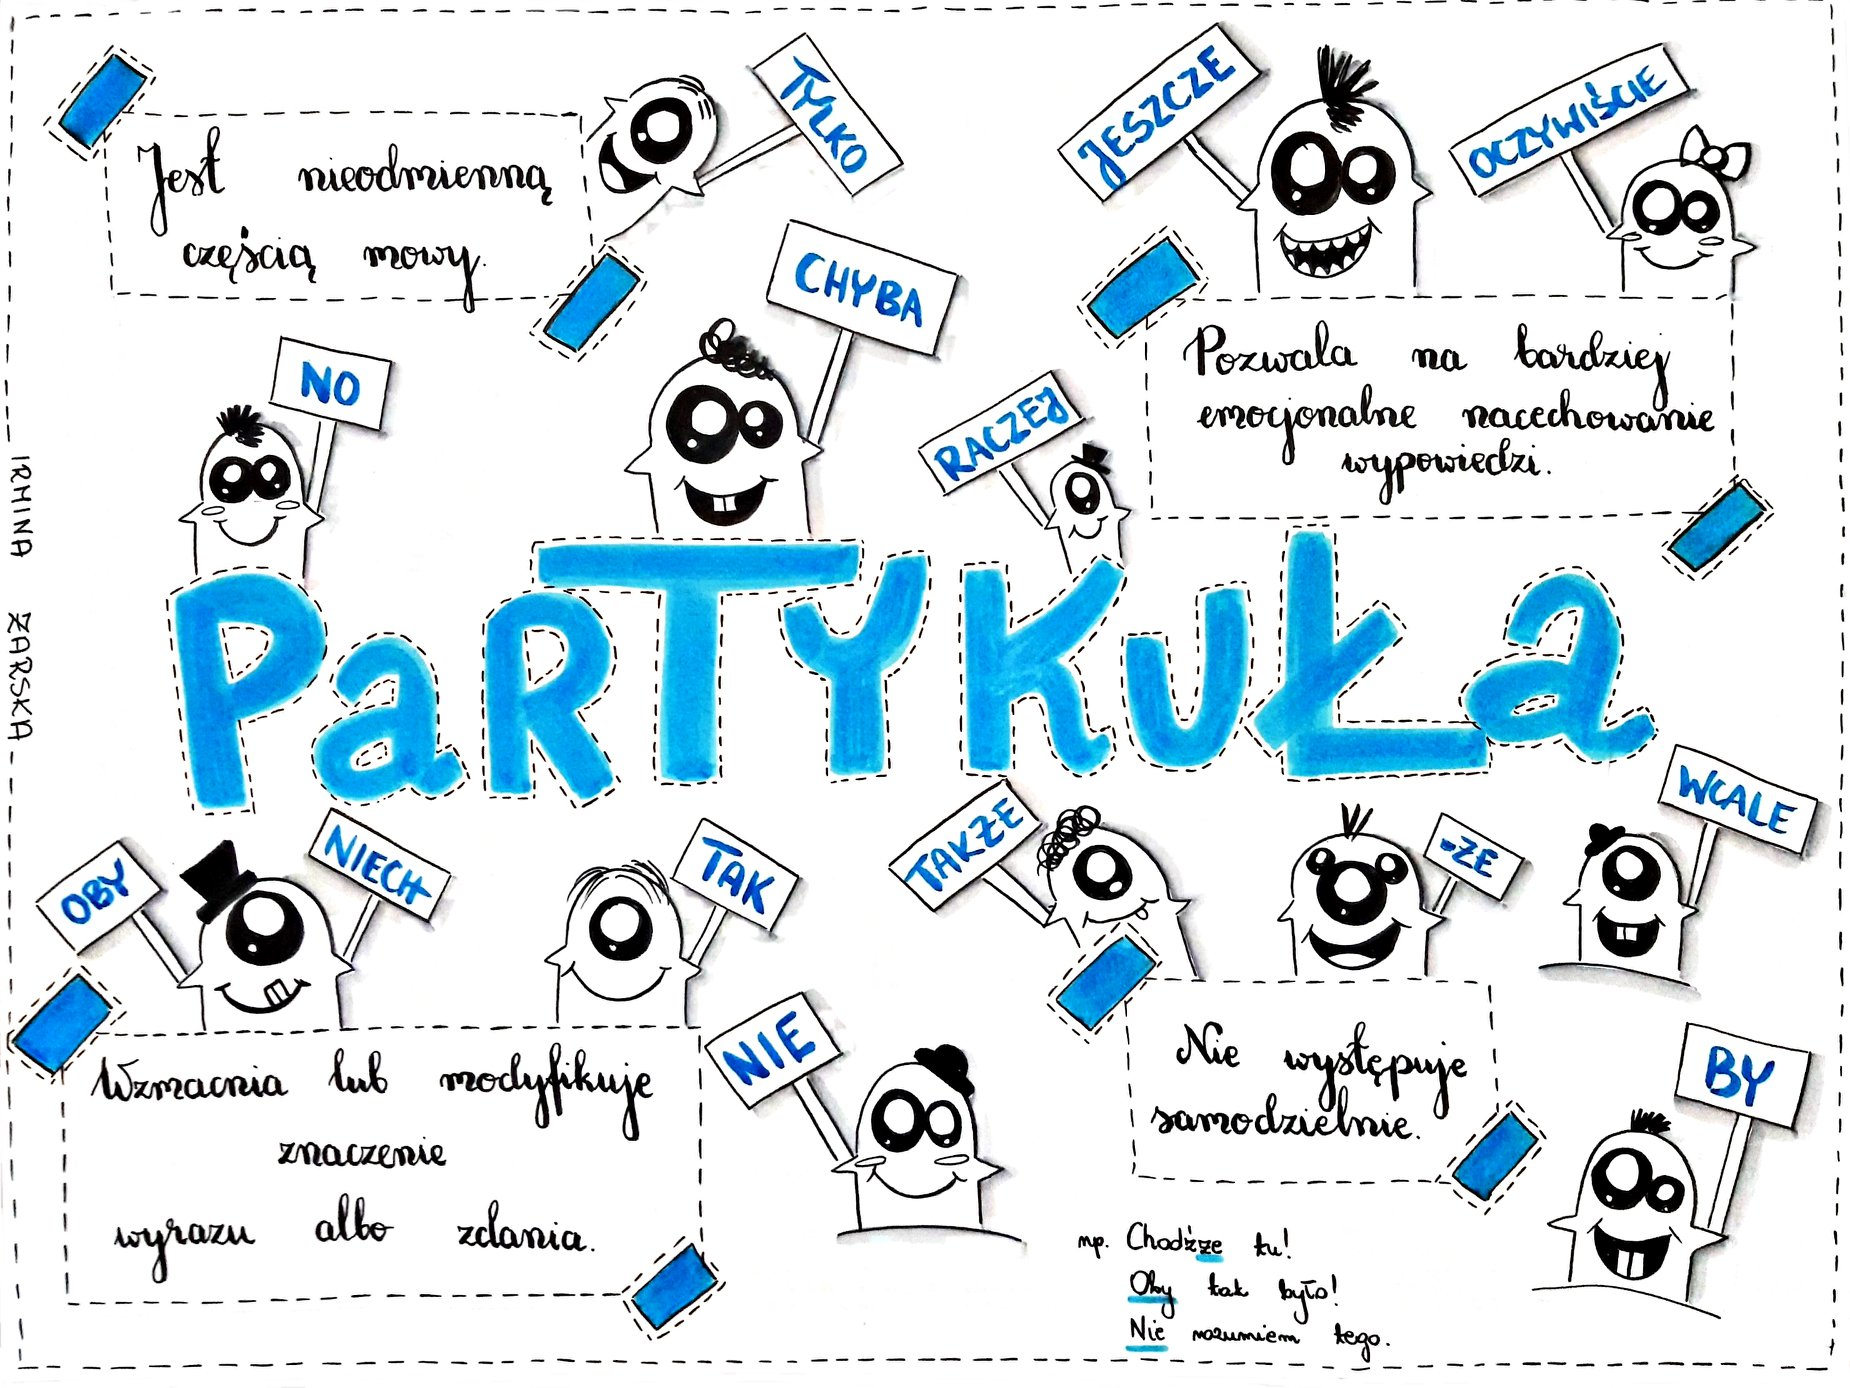 Jest nieodmienną
częścią mowy.
TYLKO
JESZCZE
OCZYWIŚCIE
CHYBA
NO
RACZEJ
Pozwala na bardziej
emocjonalne nacechowanie
wypowiedzi.
IRMINA ŻARSKA
PaRTYKuŁa
OBY
NIECH
TAK
TAKŻE
-ŻE
WCALE
Wzmacnia lub modyfikuje
znaczenie
wyrazu albo zdania.
NIE
Nie występuje
samodzielnie.
BY
np. Chodźże tu!
Oby tak było!
Nie rozumiem tego.